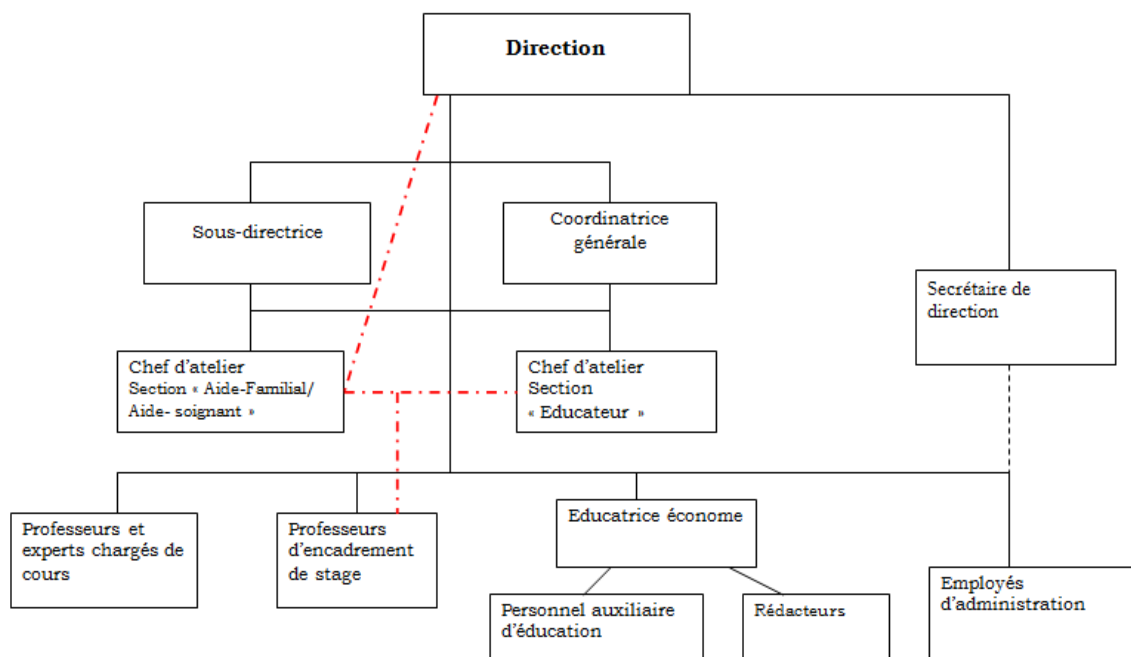 Direction
Sous-directrice
Coordinatrice
générale
Secrétaire de
direction
Chef d'atelier
Section « Aide-Familial/
Aide- soignant »
Chef d'atelier
Section
« Educateur »
Professeurs et
experts chargés de
cours
Professeurs
d'encadrement
de stage
Educatrice économe
Employés
d'administration
Personnel auxiliaire
d'éducation
Rédacteurs